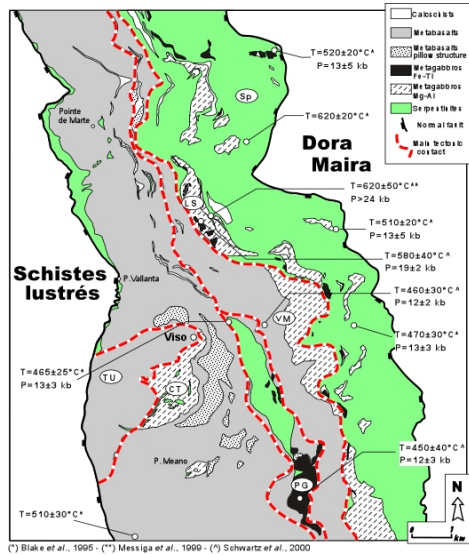 Calcschists
Metabasalts
Metabasalts
pillow structure
Metagabbros
Fe-Ti
Metagabbros
Mg-Al
Serpentinites
Normal fault
Main tectonic
contact
T=520±20°C*
P=13±5 kb
Sp
Pointe
de Marte
T=620±20°C*
Dora
Maira
T=620±50°C**
P>24 kb
LS
T=510±20°C*
P=13±5 kb
T=580±40°C^
P=19±2 kb
Schistes
lustrés
P. Vallanta
T=460±30°C^
P=12±2 kb
VM
Viso
T=470±30°C*
P=13±3 kb
T=465±25°C*
P=13±3 kb
TU
CT
T=450±40°C^
P=12±3 kb
P. Meano
PG
N
T=510±30°C*
0 1
km
(*) Blake et al., 1995 - (**) Messiga et al., 1999 - (^) Schwartz et al., 2000